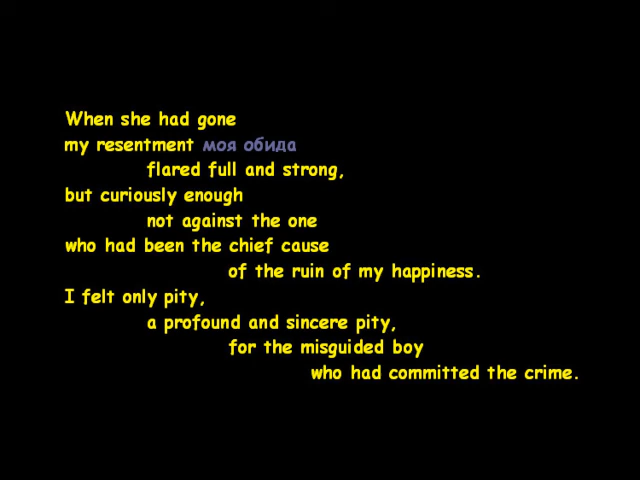 When she had gone
my resentment моя обида
flared full and strong,
but curiously enough
not against the one
who had been the chief cause
of the ruin of my happiness.
I felt only pity,
a profound and sincere pity,
for the misguided boy
who had committed the crime.